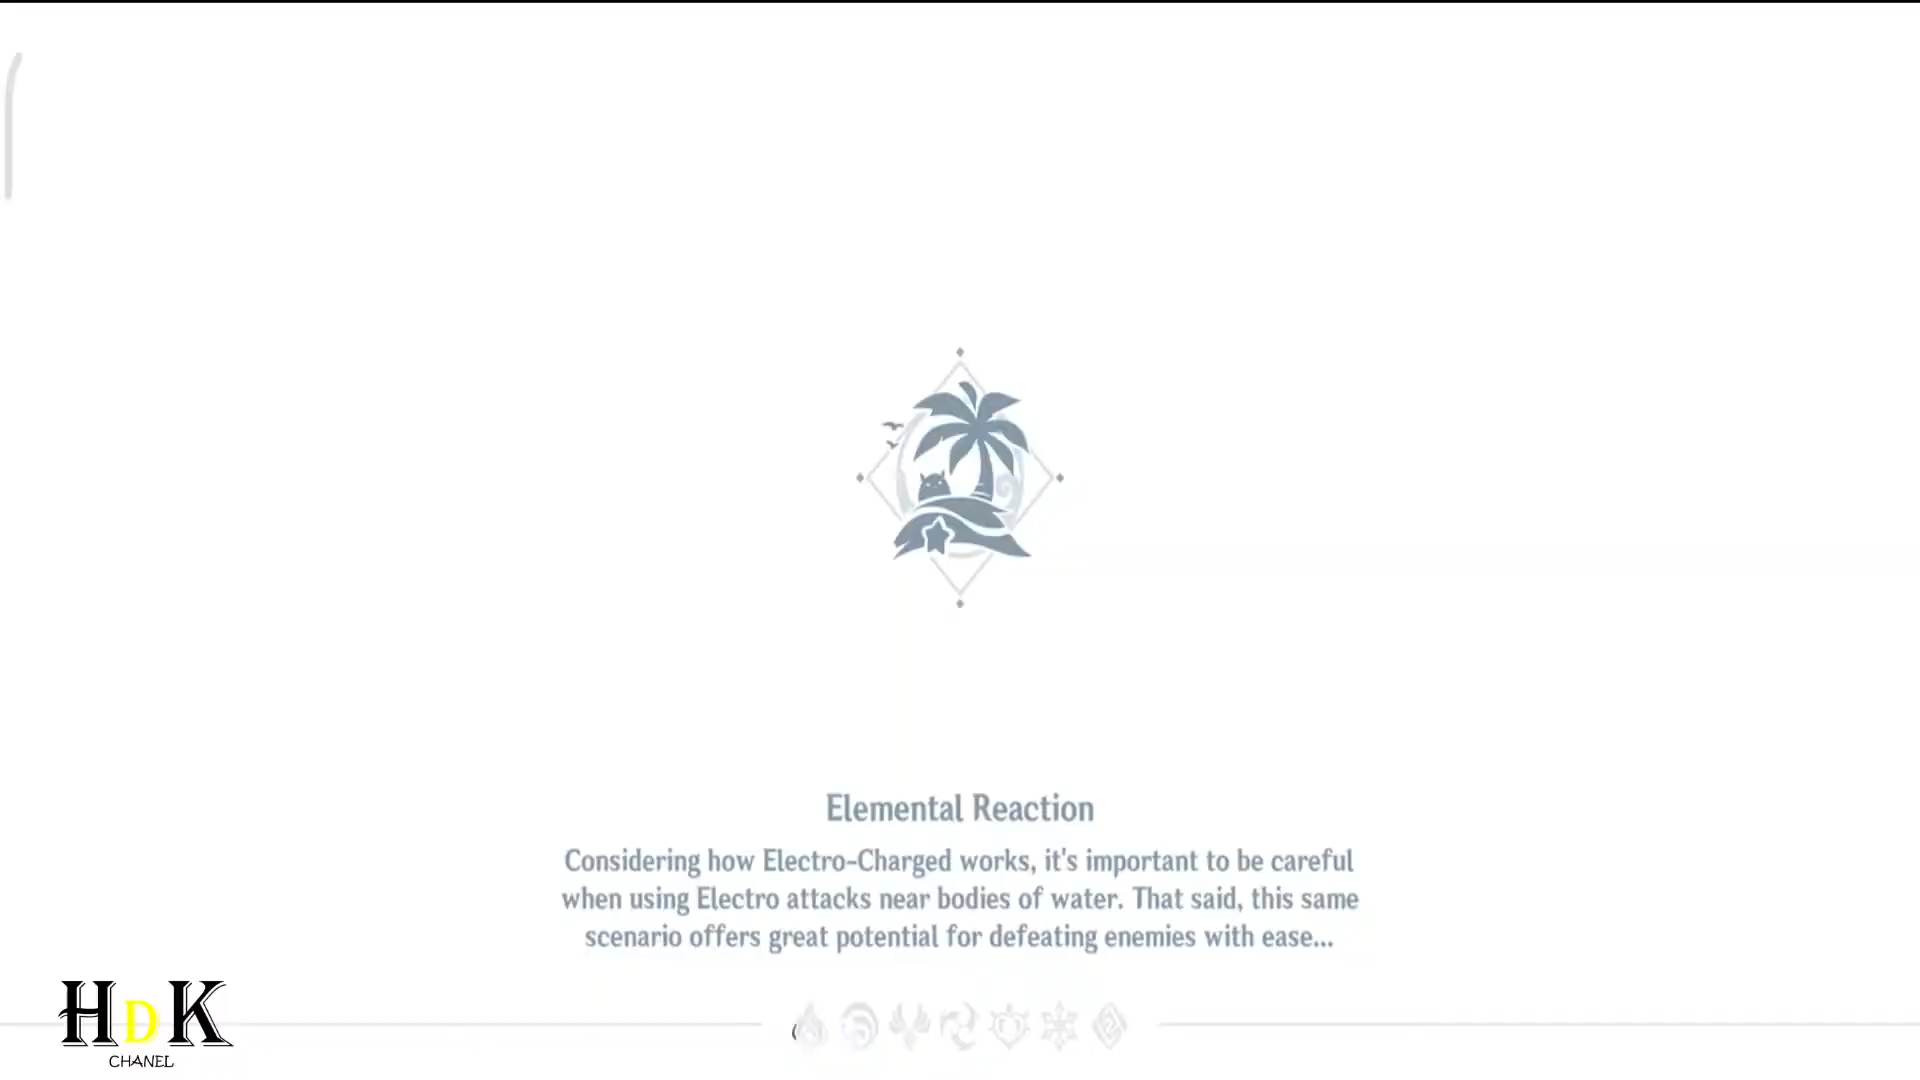 Elemental Reaction
Considering how Electro-Charged works, it's important to be careful
when using Electro attacks near bodies of water. That said, this same
scenario offers great potential for defeating enemies with ease...
HDK
CHANEL